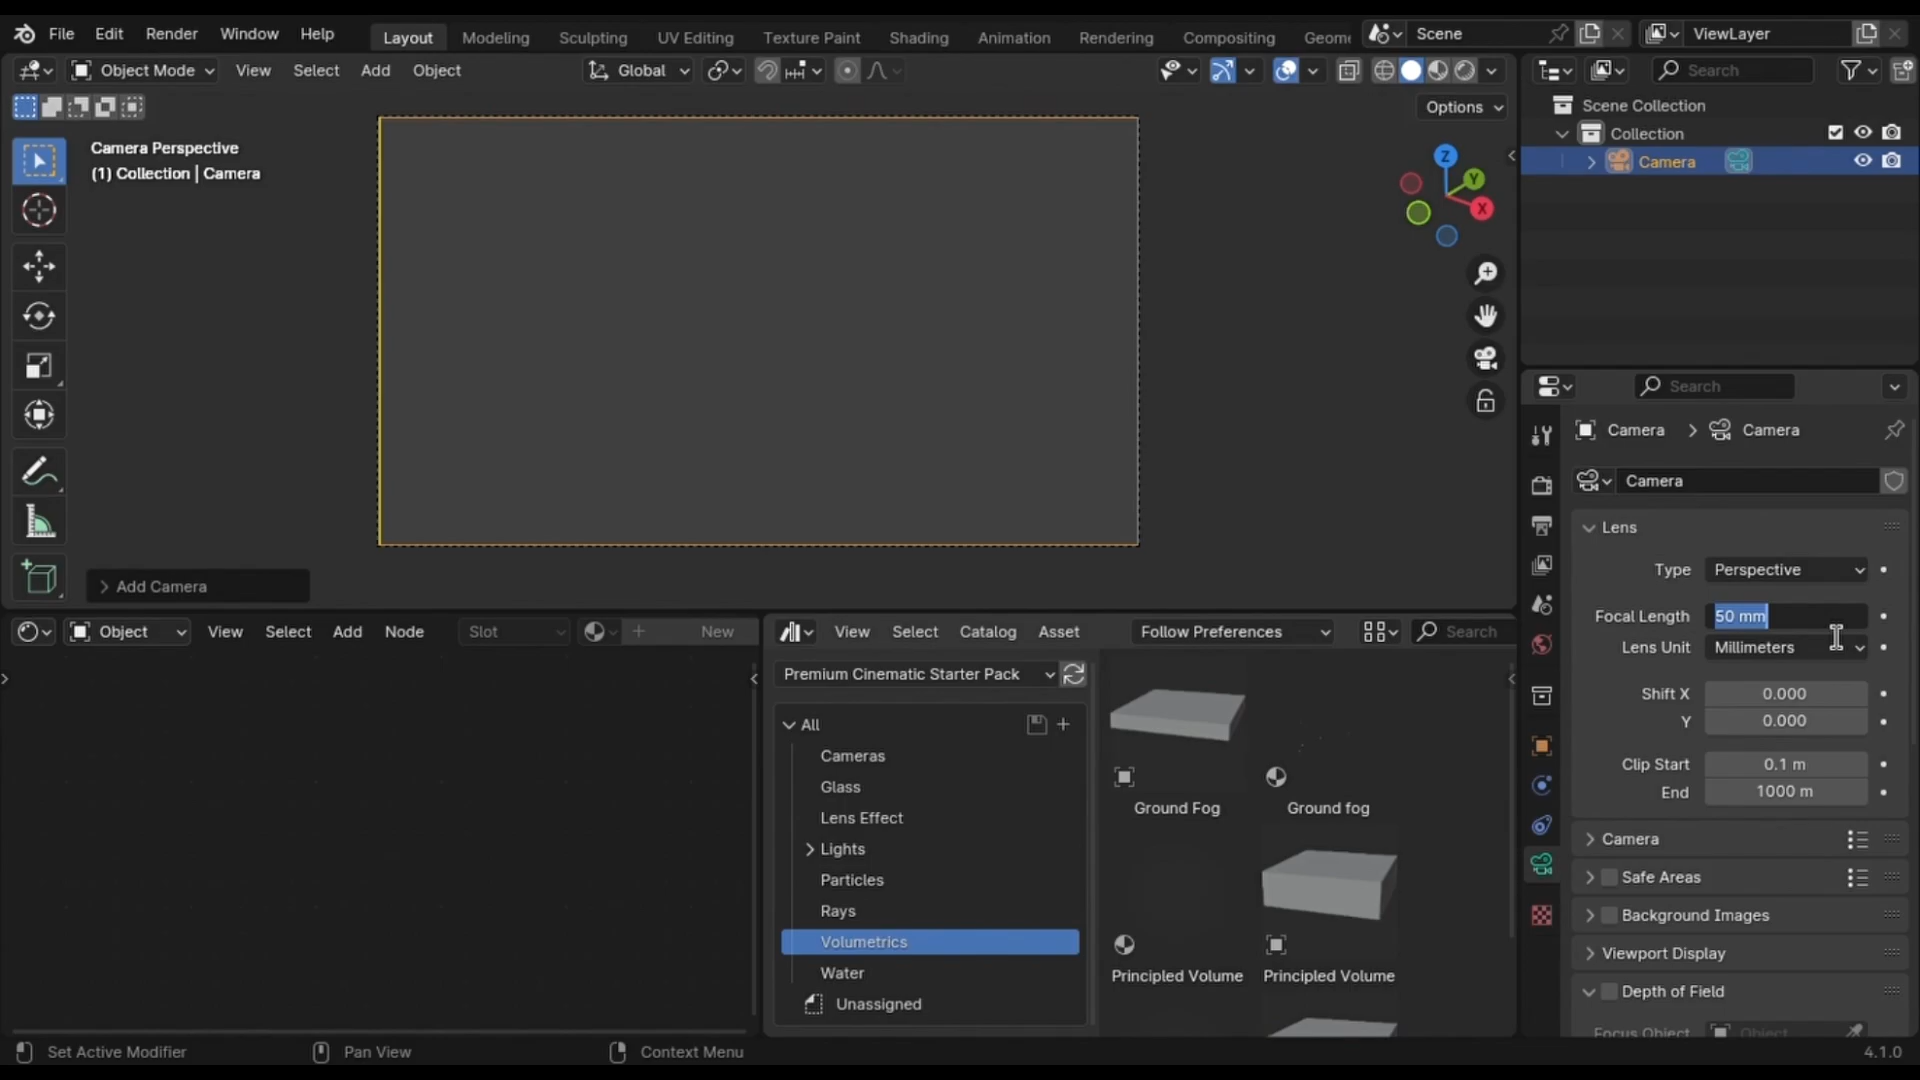 File Edit Render Window Help Layout Modeling Sculpting UV Editing Texture Paint Shading Animation Rendering Compositing Geome Scene ViewLayer
Object Mode View Select Add Object Global Search
Options
Scene Collection
Collection
Camera
Camera Perspective
(1) Collection | Camera
Z
Y
X
Search
Camera > Camera
Camera
Lens
Type Perspective
Focal Length 50 mm
Lens Unit Millimeters
Shift X 0.000
Y 0.000
Clip Start 0.1 m
End 1000 m
Camera
Safe Areas
Background Images
Viewport Display
Depth of Field
Focus Object Object
Add Camera
Object View Select Add Node Slot New
View Select Catalog Asset Follow Preferences Search
Premium Cinematic Starter Pack
All
Cameras
Glass
Lens Effect
Lights
Particles
Rays
Volumetrics
Water
Unassigned
Ground Fog Ground fog
Principled Volume Principled Volume
Set Active Modifier Pan View Context Menu 4.1.0